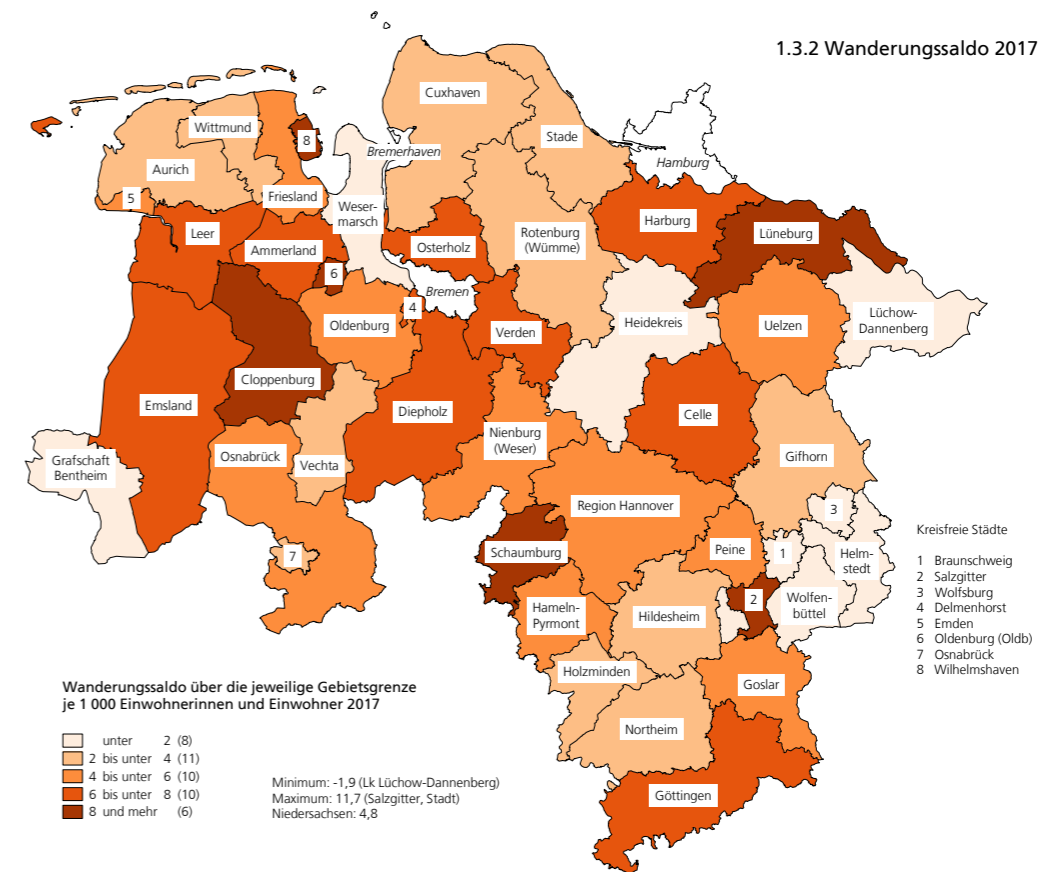 1.3.2 Wanderungssaldo 2017
Cuxhaven
Wittmund
Stade
8
Bremerhaven
Hamburg
Aurich
5
Friesland
Weser-
marsch
Harburg
Leer
Rotenburg
(Wümme)
Lüneburg
Ammerland
Osterholz
6
Bremen
4
Oldenburg
Verden
Heidekreis
Uelzen
Lüchow-
Dannenberg
Cloppenburg
Emsland
Diepholz
Celle
Nienburg
(Weser)
Grafschaft
Bentheim
Osnabrück
Vechta
Gifhorn
Region Hannover
3
Schaumburg
Peine
1
Helm-
stedt
7
2
Wolfen-
büttel
Hameln-
Pyrmont
Hildesheim
Holzminden
Goslar
Northeim
Göttingen
Kreisfreie Städte
1 Braunschweig
2 Salzgitter
3 Wolfsburg
4 Delmenhorst
5 Emden
6 Oldenburg (Oldb)
7 Osnabrück
8 Wilhelmshaven
Wanderungssaldo über die jeweilige Gebietsgrenze
je 1 000 Einwohnerinnen und Einwohner 2017
unter 2 (8)
2 bis unter 4 (11)
4 bis unter 6 (10)
6 bis unter 8 (10)
8 und mehr (6)
Minimum: -1,9 (Lk Lüchow-Dannenberg)
Maximum: 11,7 (Salzgitter, Stadt)
Niedersachsen: 4,8